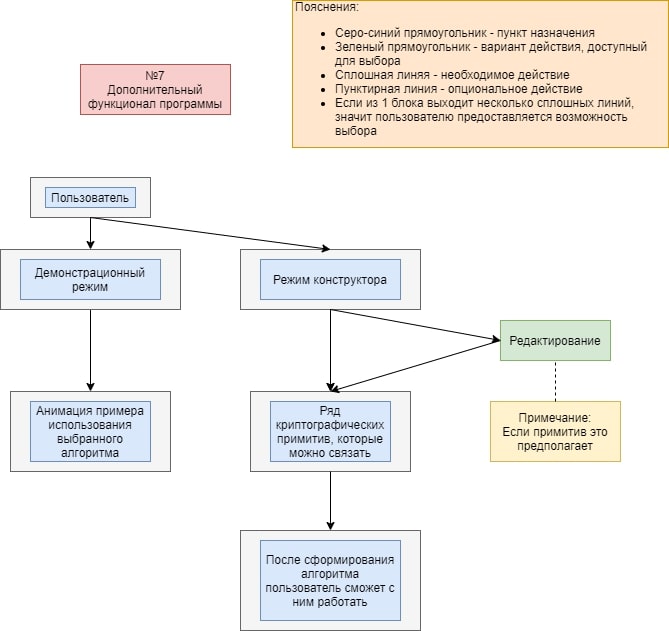 Пояснения:
• Серо-синий прямоугольник - пункт назначения
• Зеленый прямоугольник - вариант действия, доступный
для выбора
• Сплошная линяя - необходимое действие
• Пунктирная линия - опциональное действие
• Если из 1 блока выходит несколько сплошных линий,
значит пользователю предоставляется возможность
выбора
№7
Дополнительный
функционал программы
Пользователь
Демонстрационный
режим
Режим конструктора
Редактирование
Анимация примера
использования
выбранного
алгоритма
Ряд
криптографических
примитив, которые
можно связать
Примечание:
Если примитив это
предполагает
После сформирования
алгоритма
пользователь сможет с
ним работать